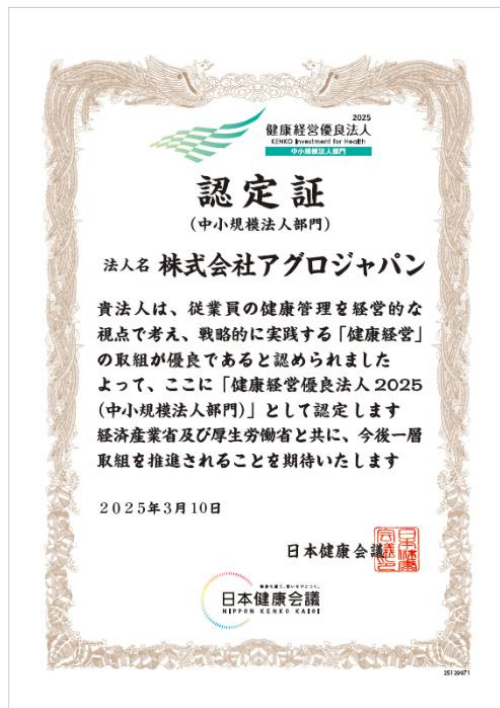 2025
健康経営優良法人
KENKO Investment for Health
中小規模法人部門
認定証
(中小規模法人部門)
法人名 株式会社アグロジャパン
貴法人は、従業員の健康管理を経営的な
視点で考え、戦略的に実践する「健康経営」
の取組が優良であると認められました
よって、ここに「健康経営優良法人2025
(中小規模法人部門)」として認定します
経済産業省及び厚生労働省と共に、今後一層
取組を推進されることを期待いたします
2025年3月10日
日本健康会議
日本健康会議
NIPPON KENKO KAIGI